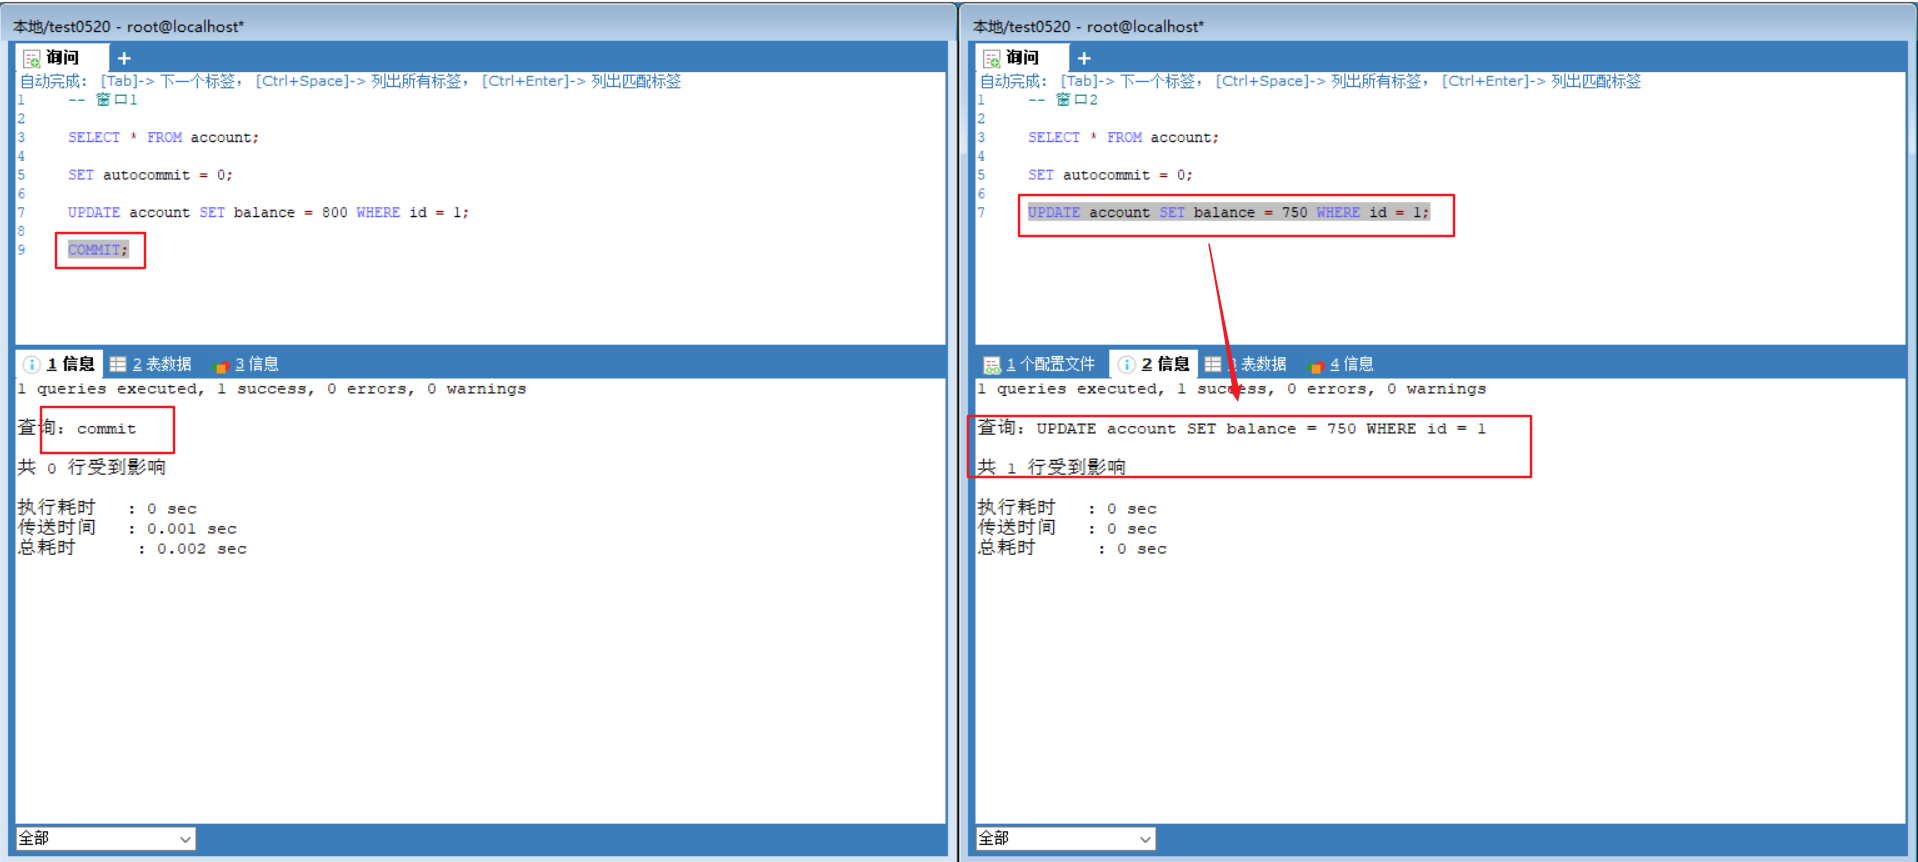 本地/test0520 - root@localhost*
询问 +
自动完成： [Tab]-> 下一个标签， [Ctrl+Space]-> 列出所有标签， [Ctrl+Enter]-> 列出匹配标签
1 -- 窗口1
2
3 SELECT * FROM account;
4
5 SET autocommit = 0;
6
7 UPDATE account SET balance = 800 WHERE id = 1;
8
9 COMMIT;
1 信息 2 表数据 3 信息
1 queries executed, 1 success, 0 errors, 0 warnings
查询：commit
共 0 行受到影响
执行耗时 : 0 sec
传送时间 : 0.001 sec
总耗时 : 0.002 sec
全部
本地/test0520 - root@localhost*
询问 +
自动完成： [Tab]-> 下一个标签， [Ctrl+Space]-> 列出所有标签， [Ctrl+Enter]-> 列出匹配标签
1 -- 窗口2
2
3 SELECT * FROM account;
4
5 SET autocommit = 0;
6
7 UPDATE account SET balance = 750 WHERE id = 1;
1 个配置文件 2 信息 3 表数据 4 信息
1 queries executed, 1 success, 0 errors, 0 warnings
查询：UPDATE account SET balance = 750 WHERE id = 1
共 1 行受到影响
执行耗时 : 0 sec
传送时间 : 0 sec
总耗时 : 0 sec
全部